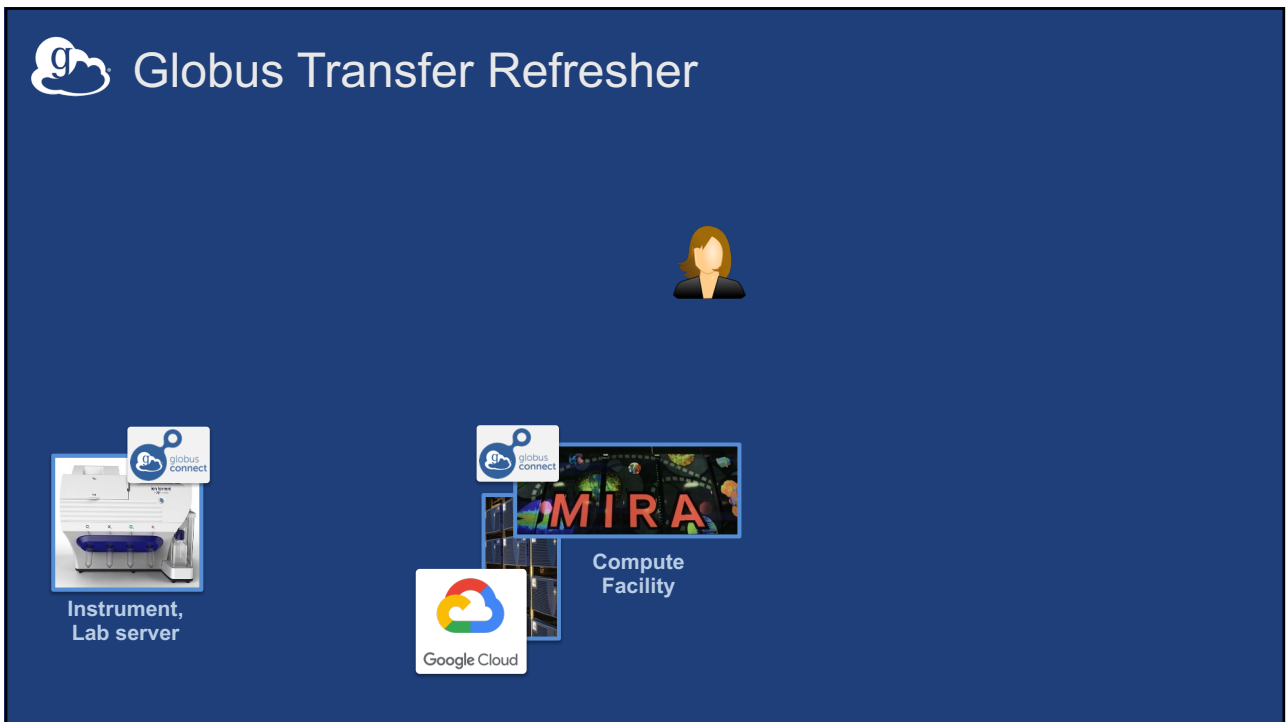 g
Globus Transfer Refresher
g
globus
connect
g
globus
connect
MIRA
Compute
Facility
Instrument,
Lab server
Google Cloud